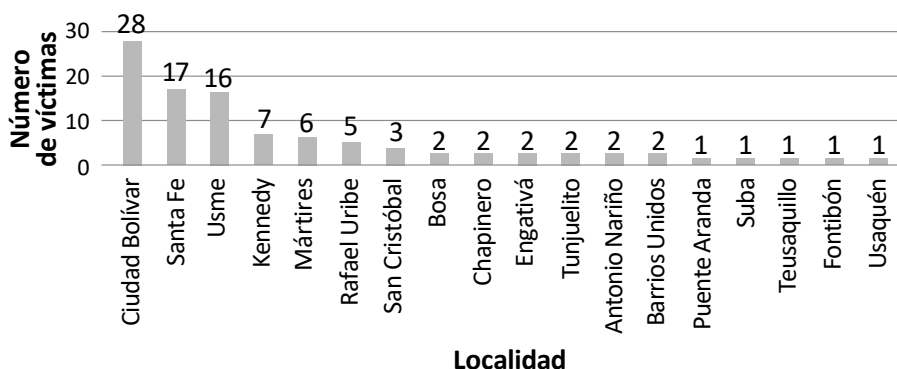 Número
de víctimas
30
20
10
0
28
17
16
7
6
5
3
2
2
2
2
2
2
1
1
1
1
1
Ciudad Bolívar
Santa Fe
Usme
Kennedy
Mártires
Rafael Uribe
San Cristóbal
Bosa
Chapinero
Engativá
Tunjuelito
Antonio Nariño
Barrios Unidos
Puente Aranda
Suba
Teusaquillo
Fontibón
Usaquén
Localidad